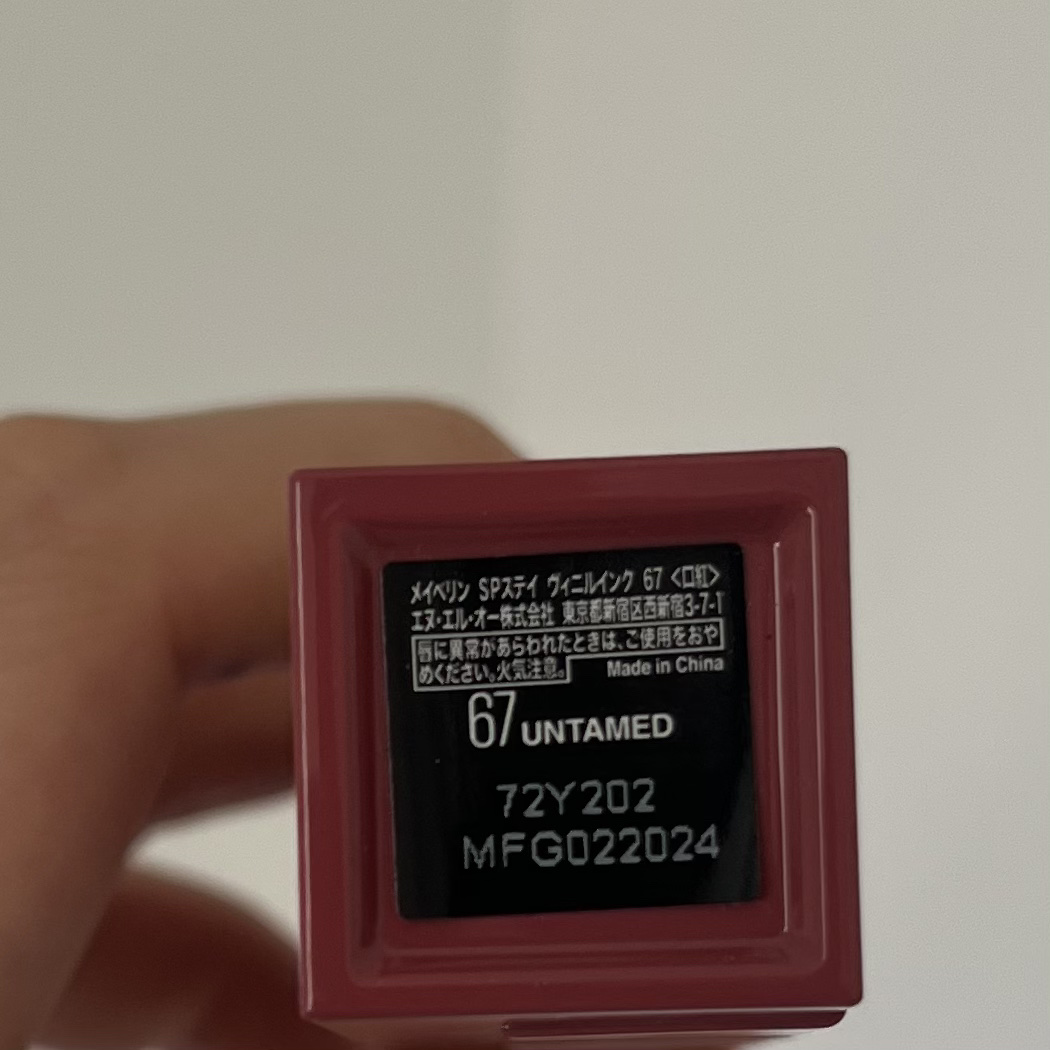 メイベリン SPステイ ヴィニルインク 67 <口紅>
エヌ・エル・オー株式会社 東京都新宿区西新宿3-7-1
唇に異常があらわれたときは、ご使用をおや
めください。火気注意。 Made in China
67 UNTAMED
72Y202
MFG022024